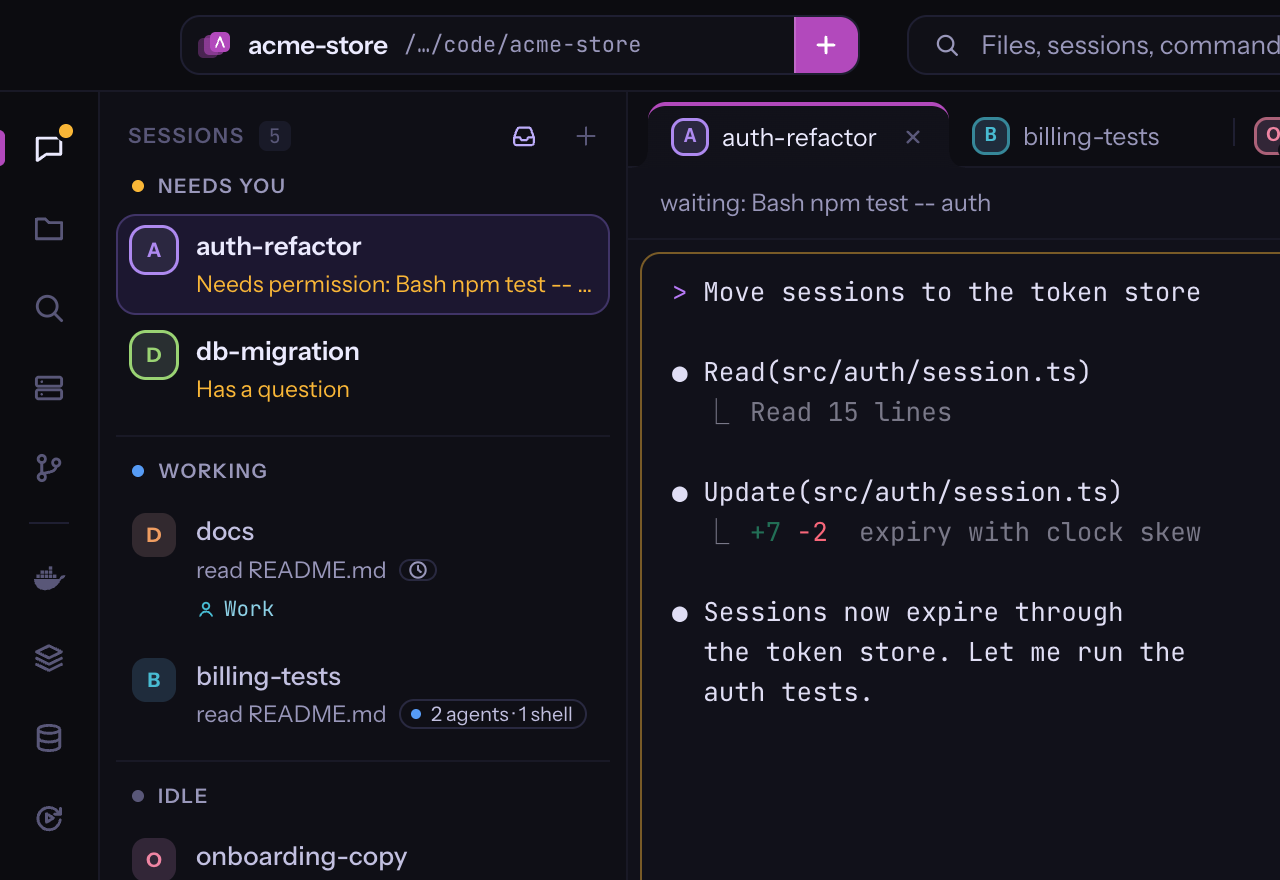 acme-store /…/code/acme-store +
Files, sessions, command
SESSIONS 5
NEEDS YOU
A auth-refactor
Needs permission: Bash npm test -- …
D db-migration
Has a question
WORKING
D docs
read README.md
Work
B billing-tests
read README.md 2 agents · 1 shell
IDLE
O onboarding-copy
A auth-refactor ×
B billing-tests
O
waiting: Bash npm test -- auth
> Move sessions to the token store
● Read(src/auth/session.ts)
⎿ Read 15 lines
● Update(src/auth/session.ts)
⎿ +7 -2 expiry with clock skew
● Sessions now expire through
the token store. Let me run the
auth tests.